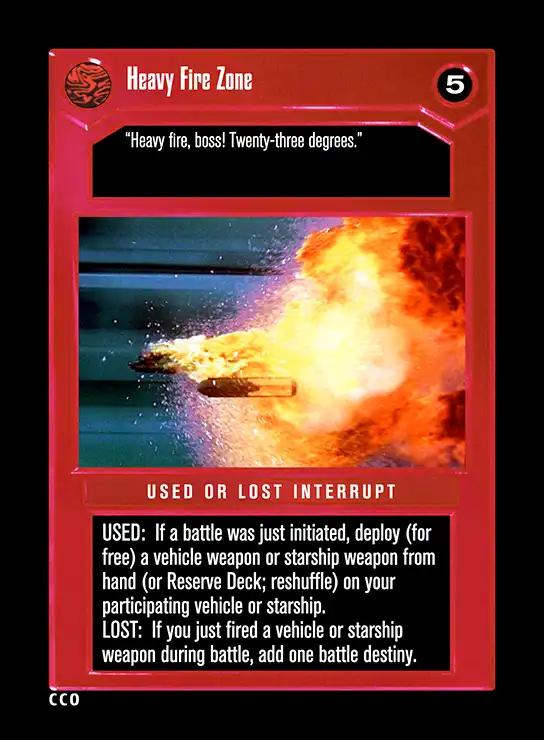 Heavy Fire Zone
5
“Heavy fire, boss! Twenty-three degrees.”
USED OR LOST INTERRUPT
USED: If a battle was just initiated, deploy (for
free) a vehicle weapon or starship weapon from
hand (or Reserve Deck; reshuffle) on your
participating vehicle or starship.
LOST: If you just fired a vehicle or starship
weapon during battle, add one battle destiny.
CCO